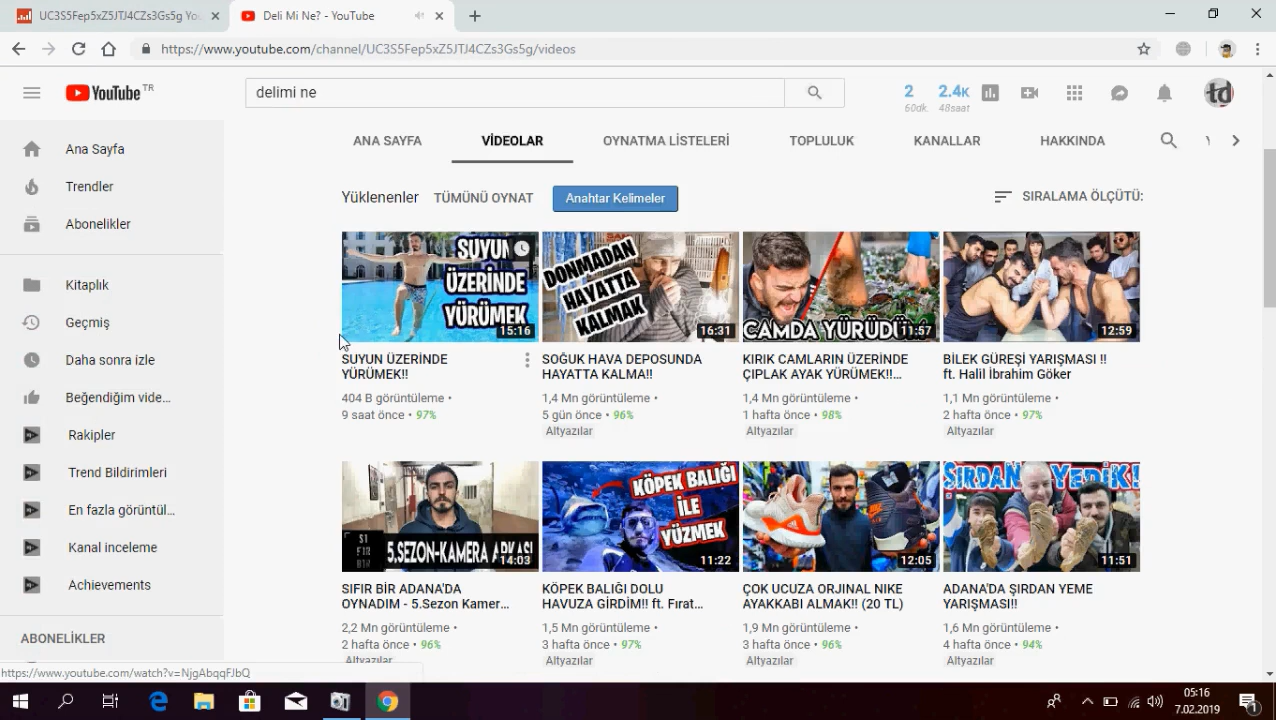 UC3S5Fep5xZ5JTJ4CZs3Gs5g Yo
Deli Mi Ne? - YouTube
https://www.youtube.com/channel/UC3S5Fep5xZ5JTJ4CZs3Gs5g/videos
YouTube TR
delimi ne
2
60dk.
2.4K
48saat
td
ANA SAYFA
VİDEOLAR
OYNATMA LİSTELERİ
TOPLULUK
KANALLAR
HAKKINDA
Ana Sayfa
Trendler
Abonelikler
Kitaplık
Geçmiş
Daha sonra izle
Beğendiğim vide...
Rakipler
Trend Bildirimleri
En fazla görüntül...
Kanal inceleme
Achievements
ABONELİKLER
Yüklenenler
TÜMÜNÜ OYNAT
Anahtar Kelimeler
SIRALAMA ÖLÇÜTÜ:
SUYUN
ÜZERİNDE
YÜRÜMEK
15:16
SUYUN ÜZERİNDE
YÜRÜMEK!!
404 B görüntüleme •
9 saat önce • 97%
DONMADAN
HAYATTA
KALMAK
16:31
SOĞUK HAVA DEPOSUNDA
HAYATTA KALMA!!
1,4 Mn görüntüleme •
5 gün önce • 96%
Altyazılar
CAMDA YÜRÜDÜM
11:57
KIRIK CAMLARIN ÜZERİNDE
ÇIPLAK AYAK YÜRÜMEK!!...
1,4 Mn görüntüleme •
1 hafta önce • 98%
Altyazılar
12:59
BİLEK GÜREŞİ YARIŞMASI !!
ft. Halil İbrahim Göker
1,1 Mn görüntüleme •
2 hafta önce • 97%
Altyazılar
5.SEZON-KAMERA ARKASI
14:03
SIFIR BİR ADANA'DA
OYNADIM - 5.Sezon Kamer...
2,2 Mn görüntüleme •
2 hafta önce • 96%
Altyazılar
KÖPEK BALIĞI
İLE
YÜZMEK
11:22
KÖPEK BALIĞI DOLU
HAVUZA GİRDİM!! ft. Fırat...
1,5 Mn görüntüleme •
3 hafta önce • 97%
Altyazılar
12:05
ÇOK UCUZA ORJINAL NIKE
AYAKKABI ALMAK!! (20 TL)
1,9 Mn görüntüleme •
3 hafta önce • 96%
Altyazılar
ŞIRDAN YEDİK!
11:51
ADANA'DA ŞIRDAN YEME
YARIŞMASI!!
1,6 Mn görüntüleme •
4 hafta önce • 94%
Altyazılar
https://www.youtube.com/watch?v=NjgAbqqFJbQ
05:16
7.02.2019
1